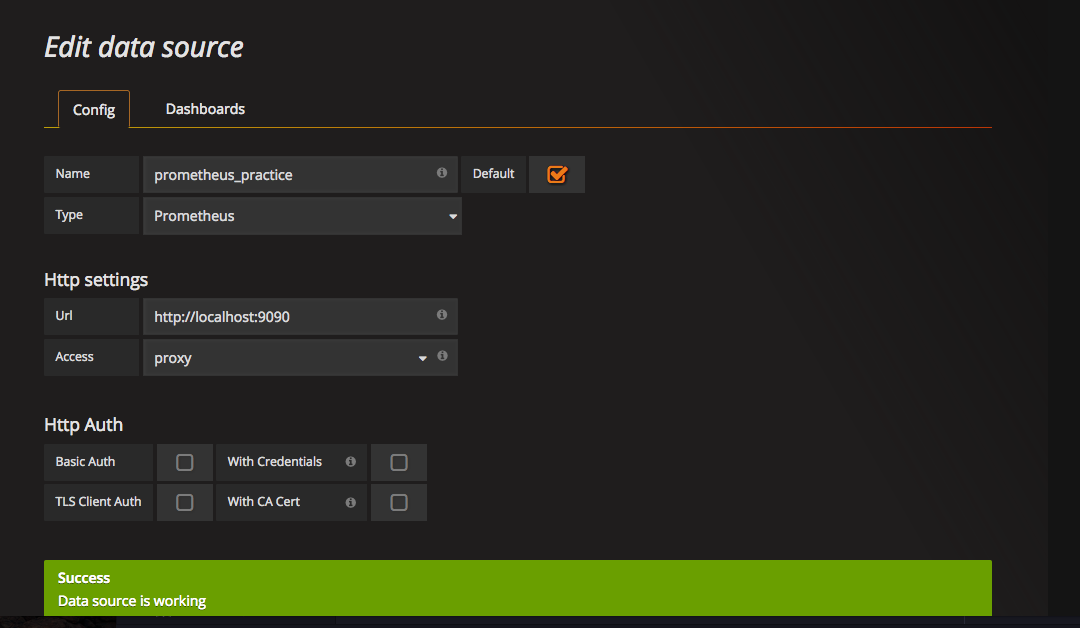 Edit data source
Config Dashboards
Name prometheus_practice Default
Type Prometheus
Http settings
Url http://localhost:9090
Access proxy
Http Auth
Basic Auth With Credentials
TLS Client Auth With CA Cert
Success
Data source is working